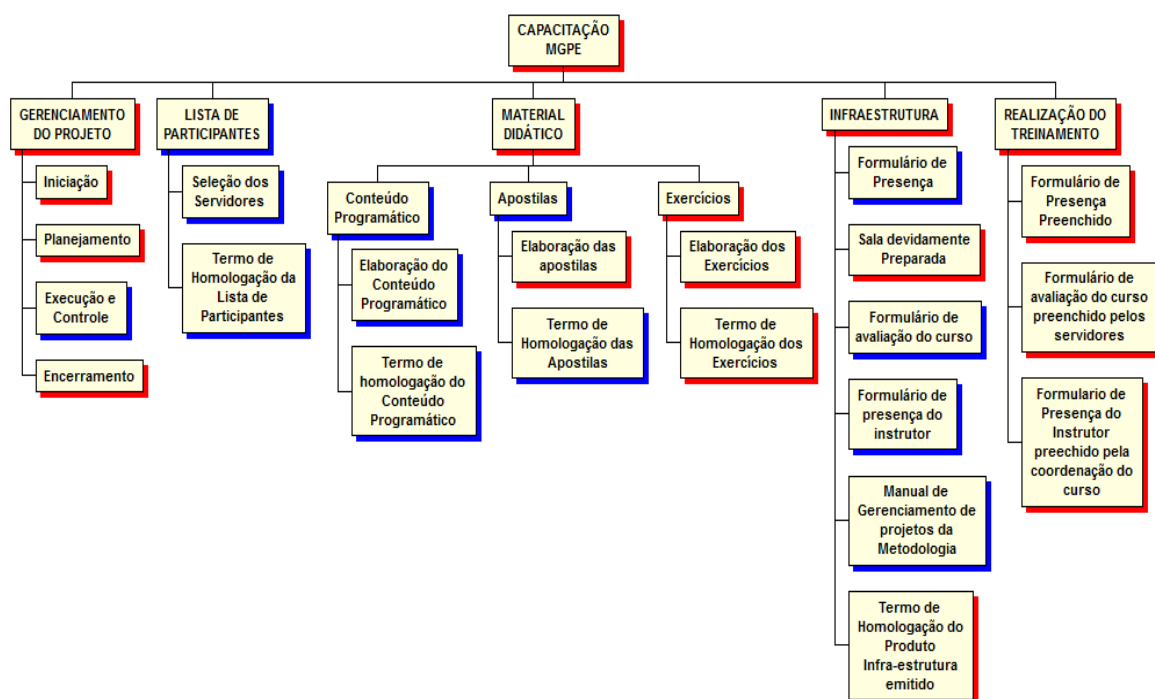 CAPACITAÇÃO
MGPE
GERENCIAMENTO
DO PROJETO
Iniciação
Planejamento
Execução e
Controle
Encerramento
LISTA DE
PARTICIPANTES
Seleção dos
Servidores
Termo de
Homologação da
Lista de
Participantes
MATERIAL
DIDÁTICO
Conteúdo
Programático
Elaboração do
Conteúdo
Programático
Termo de
homologação do
Conteúdo
Programático
Apostilas
Elaboração das
apostilas
Termo de
Homologação das
Apostilas
Exercícios
Elaboração dos
Exercícios
Termo de
Homologação dos
Exercícios
INFRAESTRUTURA
Formulário de
Presença
Sala devidamente
Preparada
Formulário de
avaliação do curso
Formulário de
presença do
instrutor
Manual de
Gerenciamento de
projetos da
Metodologia
Termo de
Homologação do
Produto
Infra-estrutura
emitido
REALIZAÇÃO DO
TREINAMENTO
Formulário de
Presença
Preenchido
Formulário de
avaliação do curso
preenchido pelos
servidores
Formulario de
Presença do
Instrutor
preechido pela
coordenação do
curso